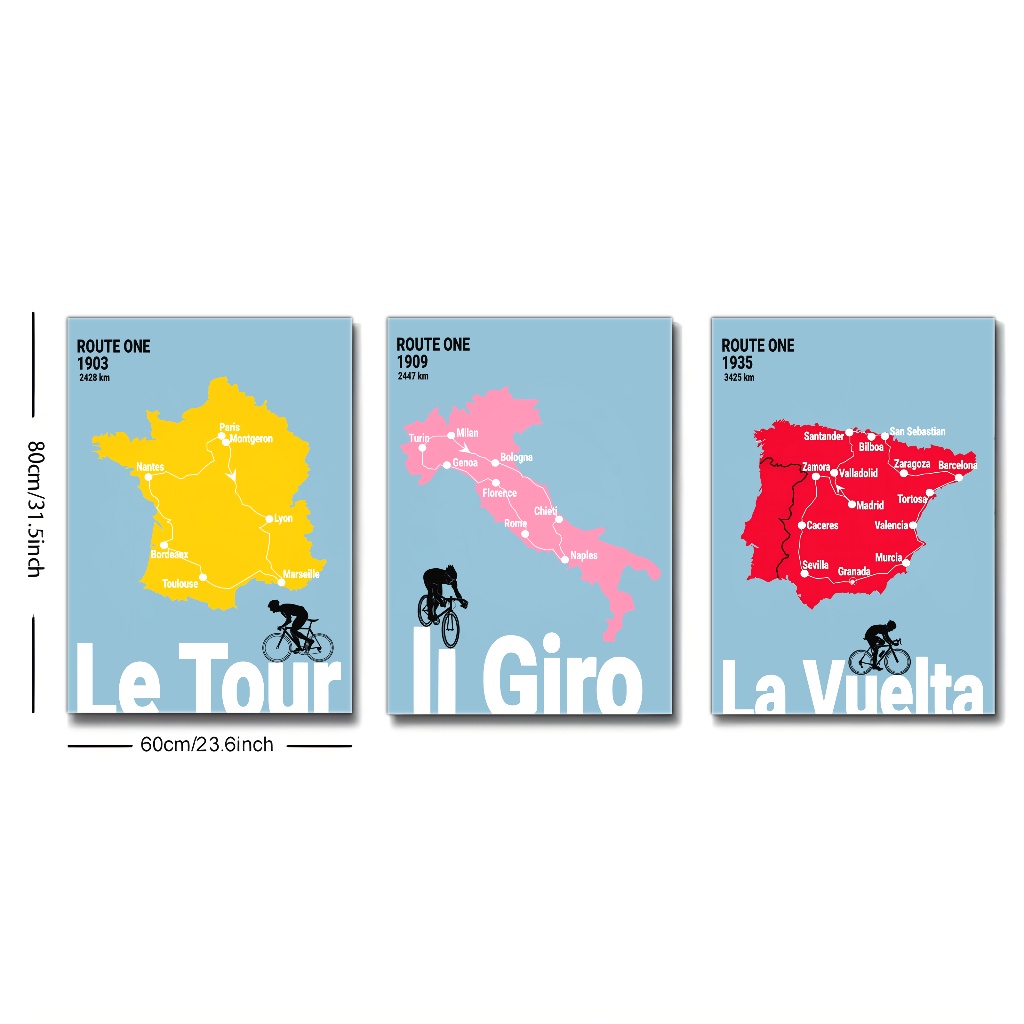 80cm/31.5inch
ROUTE ONE
1903
2428 km
Paris
Montgeron
Nantes
Lyon
Bordeaux
Toulouse
Marseille
Le Tour
60cm/23.6inch
ROUTE ONE
1909
2447 km
Turin
Milan
Genoa
Bologna
Florence
Chieti
Rome
Naples
Il Giro
ROUTE ONE
1935
3425 km
Santander
Bilboa
San Sebastian
Zamora
Valladolid
Zaragoza
Barcelona
Madrid
Tortosa
Caceres
Valencia
Murcia
Sevilla
Granada
La Vuelta